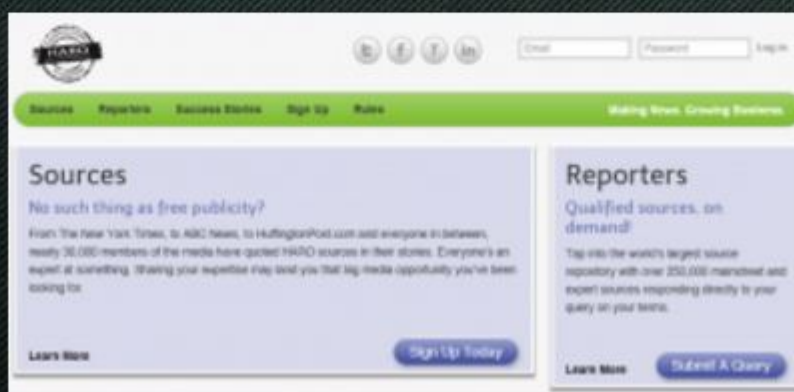 HARO
Email Password Log in
Sources Reporters Success Stories Sign Up Rules Making News. Growing Business.
Sources
No such thing as free publicity?
From The New York Times, to ABC News, to HuffingtonPost.com and everyone in between,
nearly 30,000 members of the media have quoted HARO sources in their stories. Everyone's an
expert at something. Sharing your expertise may land you that big media opportunity you've been
looking for.
Learn More Sign Up Today
Reporters
Qualified sources, on
demand!
Tap into the world's largest source
repository with over 250,000 mainstream and
expert sources responding directly to your
query on your terms.
Learn More Submit A Query